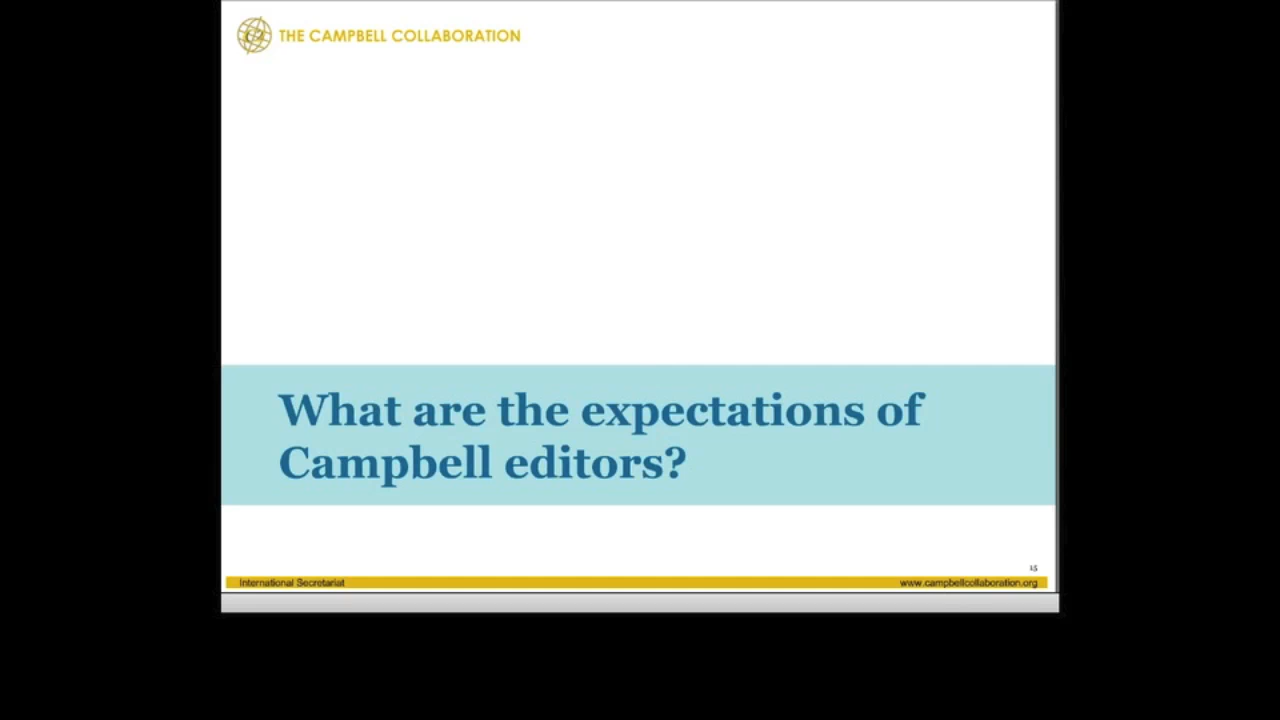 THE CAMPBELL COLLABORATION
What are the expectations of
Campbell editors?
15
International Secretariat
www.campbellcollaboration.org